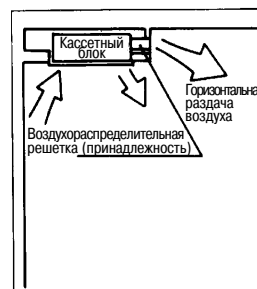 Кассетный
блок
Горизонтальна
раздача
воздуха
Воздухораспределительная
решетка (принадлежность)